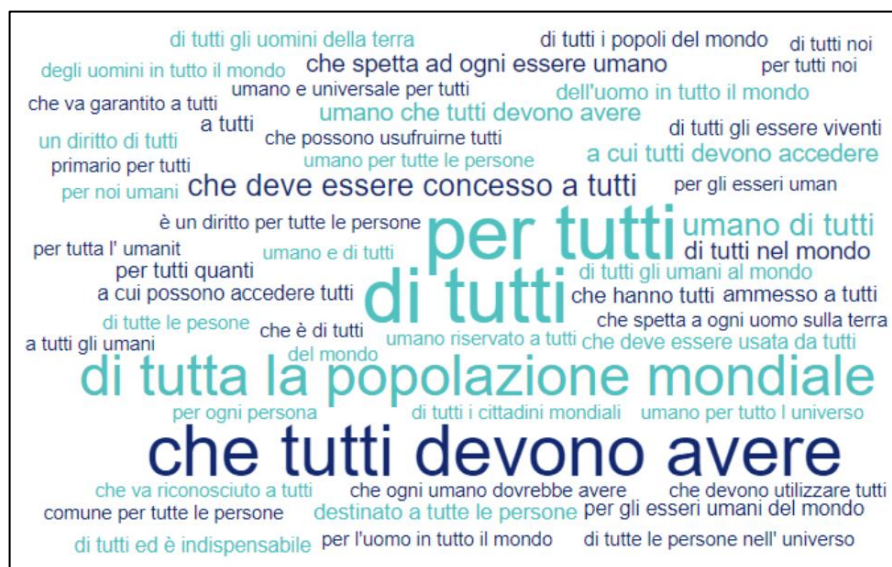 di tutti gli uomini della terra
di tutti i popoli del mondo
di tutti noi
degli uomini in tutto il mondo
che spetta ad ogni essere umano
per tutti noi
umano e universale per tutti
dell'uomo in tutto il mondo
che va garantito a tutti
umano che tutti devono avere
a tutti
di tutti gli essere viventi
un diritto di tutti
che possono usufruirne tutti
a cui tutti devono accedere
primario per tutti
umano per tutte le persone
per noi umani
che deve essere concesso a tutti
per gli esseri uman
è un diritto per tutte le persone
per tutti
umano di tutti
per tutta l' umanit
umano e di tutti
di tutti nel mondo
per tutti quanti
di tutti
di tutti gli umani al mondo
a cui possono accedere tutti
che hanno tutti
ammesso a tutti
di tutte le pesone
che è di tutti
che spetta a ogni uomo sulla terra
a tutti gli umani
umano riservato a tutti
che deve essere usata da tutti
del mondo
di tutta la popolazione mondiale
per ogni persona
di tutti i cittadini mondiali
umano per tutto l universo
che tutti devono avere
che va riconosciuto a tutti
che ogni umano dovrebbe avere
che devono utilizzare tutti
comune per tutte le persone
destinato a tutte le persone
per gli esseri umani del mondo
di tutti ed è indispensabile
per l'uomo in tutto il mondo
di tutte le persone nell' universo